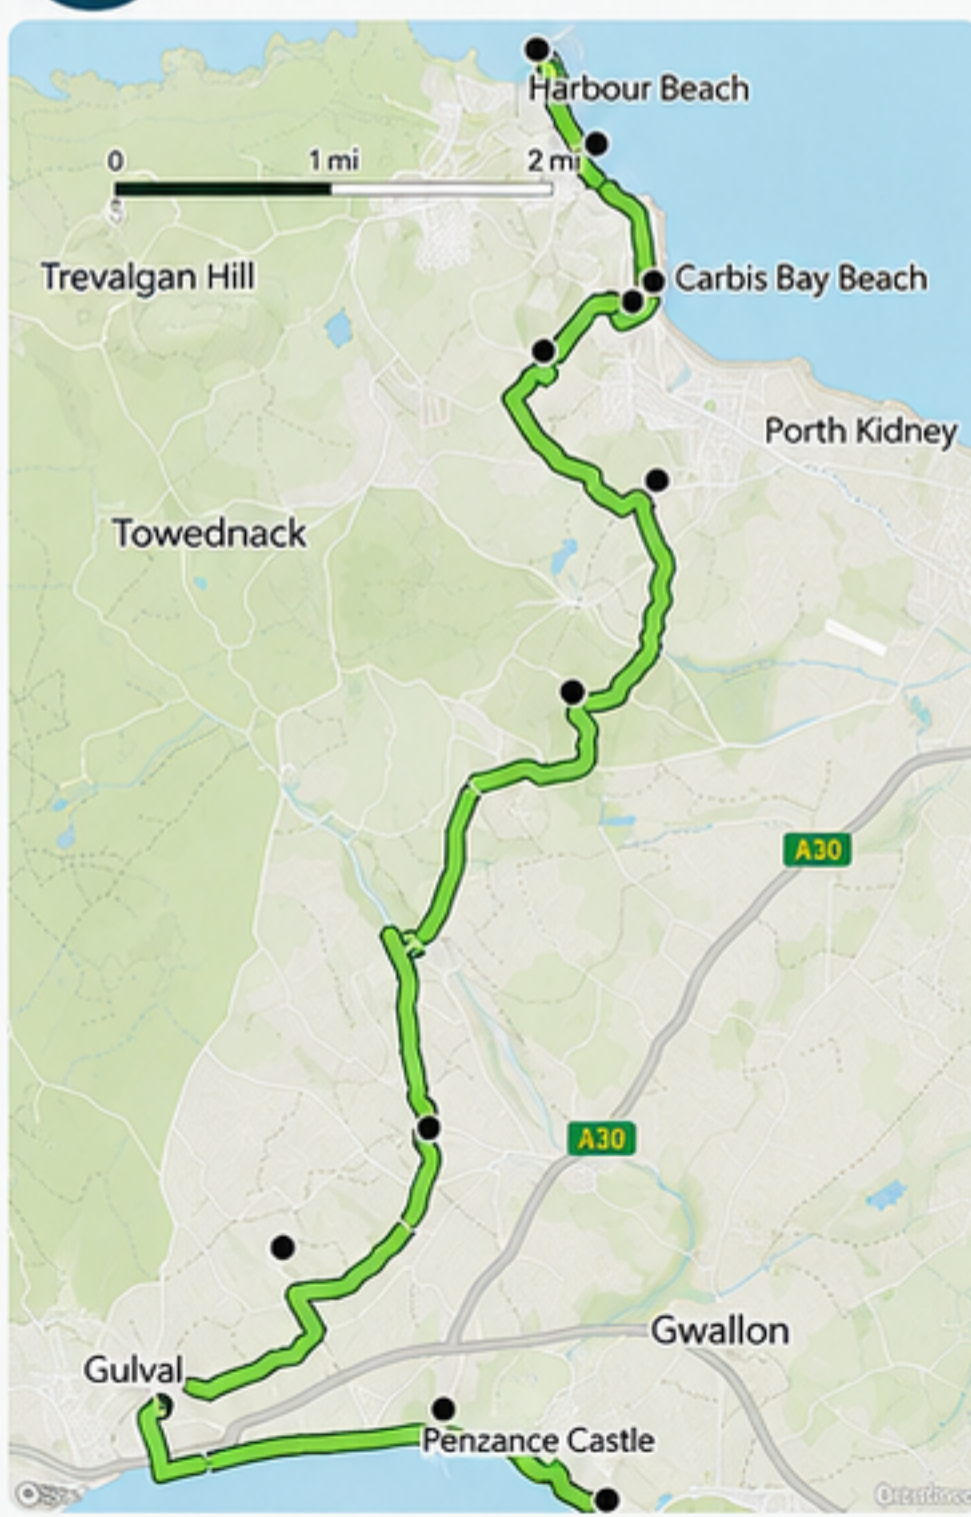 Harbour Beach
0 1 mi 2 mi
Trevalgan Hill
Carbis Bay Beach
Porth Kidney
Towednack
A30
A30
Gwallon
Gulval
Penzance Castle